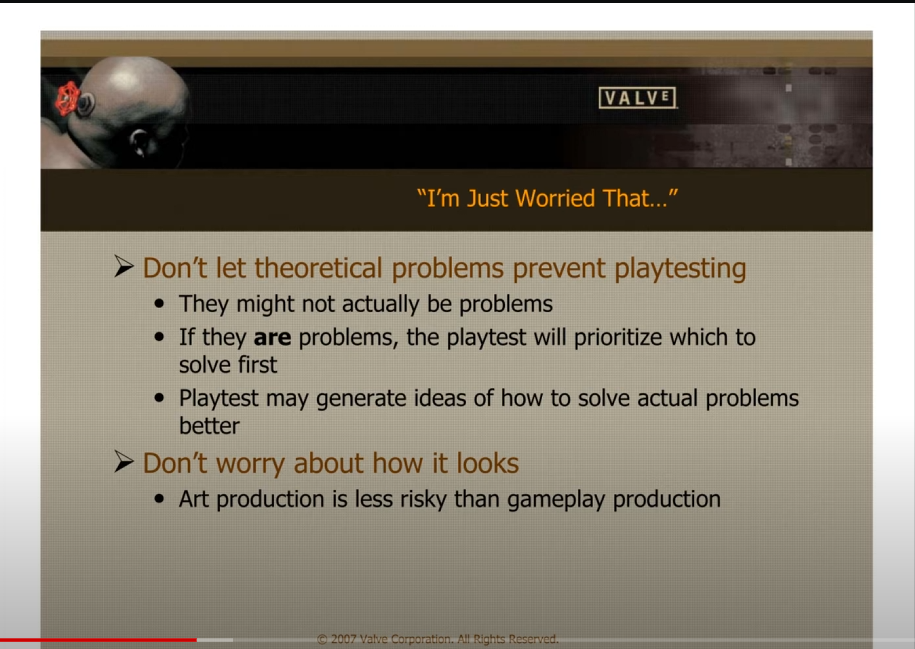 VALVE
“I’m Just Worried That…”
Don’t let theoretical problems prevent playtesting
They might not actually be problems
If they are problems, the playtest will prioritize which to
solve first
Playtest may generate ideas of how to solve actual problems
better
Don’t worry about how it looks
Art production is less risky than gameplay production
© 2007 Valve Corporation. All Rights Reserved.